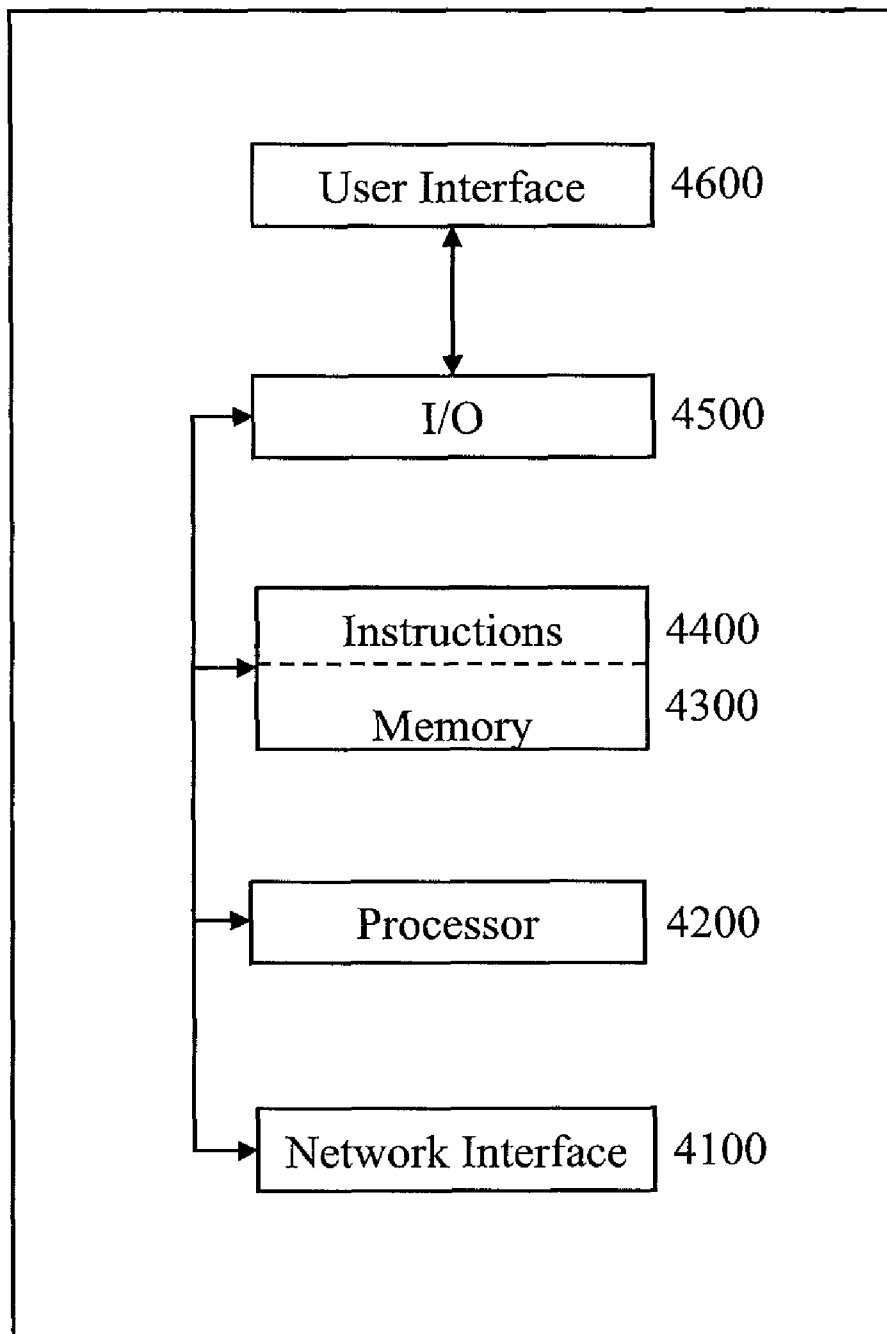 User Interface 4600
I/O 4500
Instructions 4400
Memory 4300
Processor 4200
Network Interface 4100